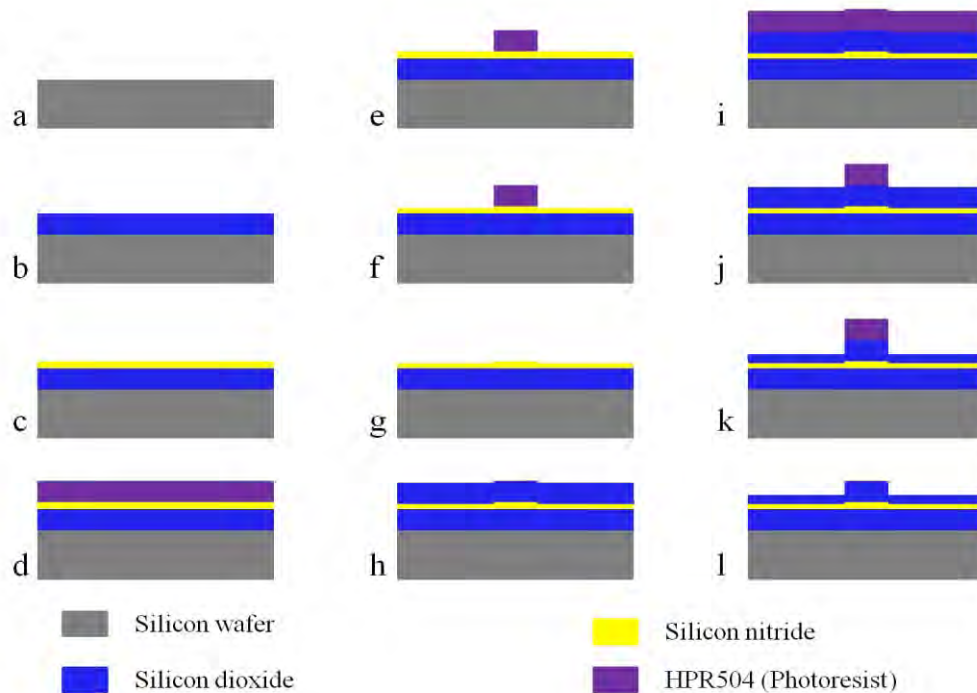 a
b
c
d
e
f
g
h
i
j
k
l
Silicon wafer
Silicon dioxide
Silicon nitride
HPR504 (Photoresist)